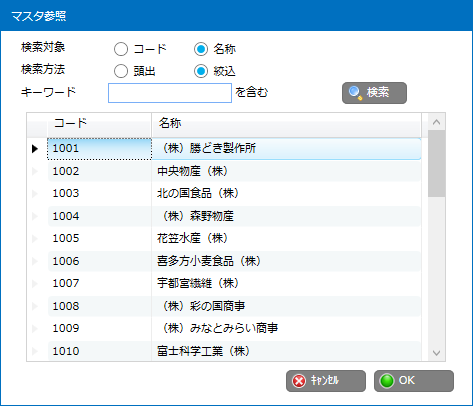 マスタ参照
検索対象 コード 名称
検索方法 頭出 絞込
キーワード を含む 検索
コード 名称
1001 （株）勝どき製作所
1002 中央物産（株）
1003 北の国食品（株）
1004 （株）森野物産
1005 花笠水産（株）
1006 喜多方小麦食品（株）
1007 宇都宮繊維（株）
1008 （株）彩の国商事
1009 （株）みなとみらい商事
1010 富士科学工業（株）
ｷｬﾝｾﾙ OK